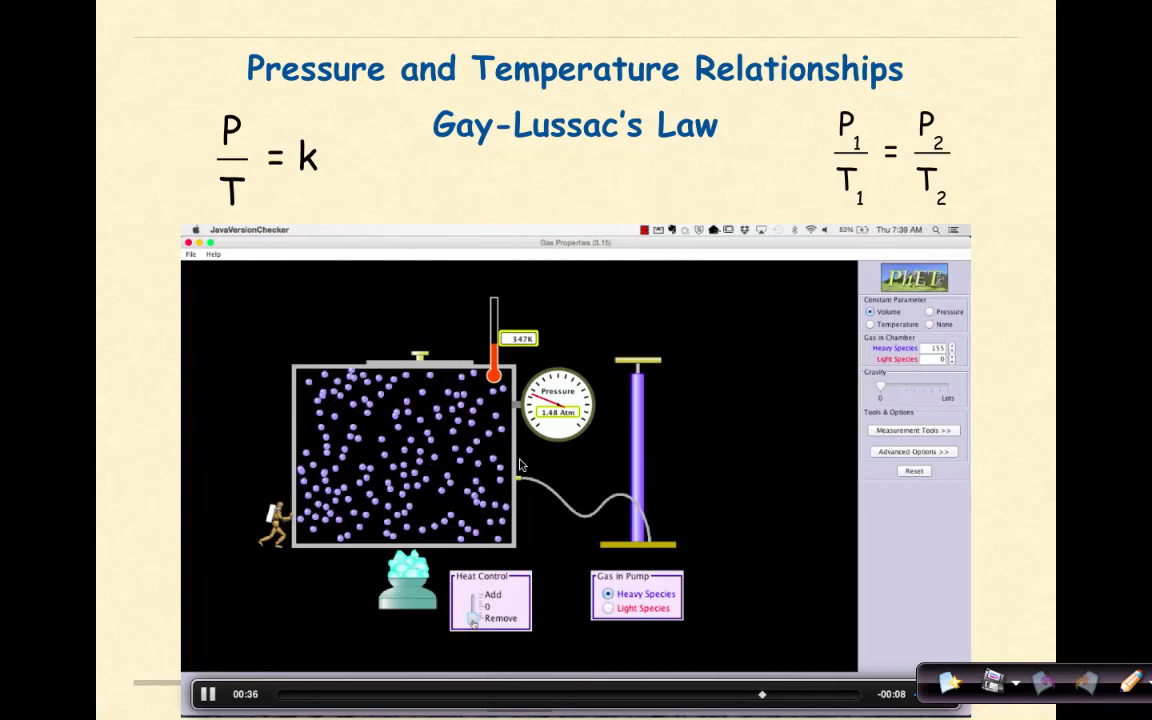 Pressure and Temperature Relationships
Gay-Lussac's Law
P
T
= k
P1
T1
=
P2
T2
JavaVersionChecker
53%
Thu 7:39 AM
Gas Properties (3.15)
File Help
PhET
Constant Parameter
Volume Pressure
Temperature None
Gas in Chamber
Heavy Species 155
Light Species 0
Gravity
0 Lots
Tools & Options
Measurement Tools >>
Advanced Options >>
Reset
347K
Pressure
1.48 Atm
Heat Control
Add
0
Remove
Gas in Pump
Heavy Species
Light Species
00:36
-00:08